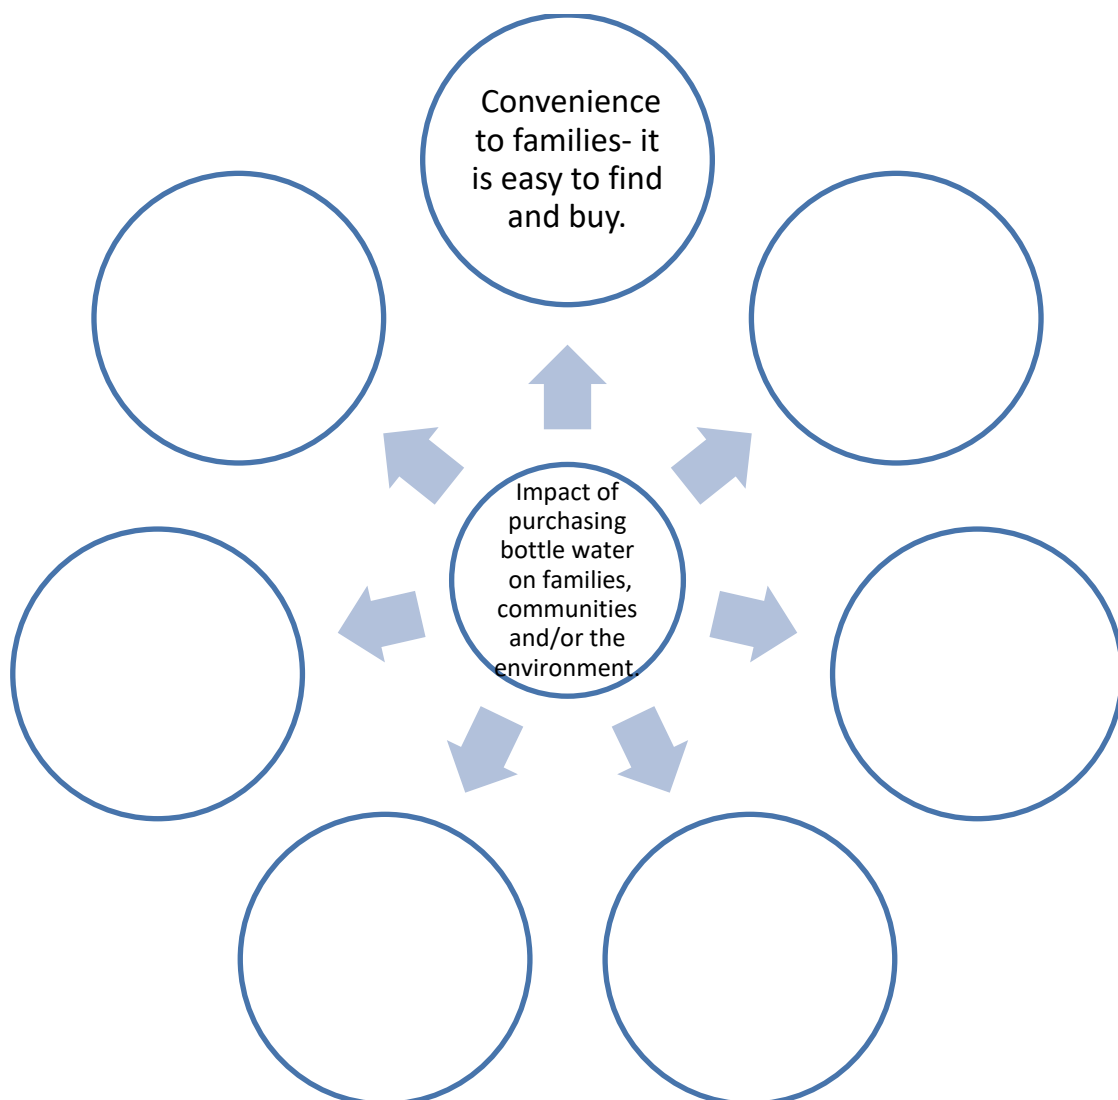 Convenience
to families- it
is easy to find
and buy.
Impact of
purchasing
bottle water
on families,
communities
and/or the
environment.